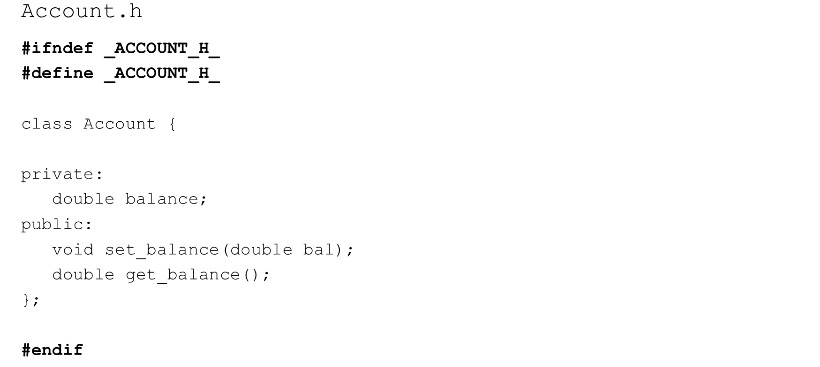 Account.h
#ifndef _ACCOUNT_H_
#define _ACCOUNT_H_
class Account {
private:
double balance;
public:
void set_balance(double bal);
double get_balance();
};
#endif